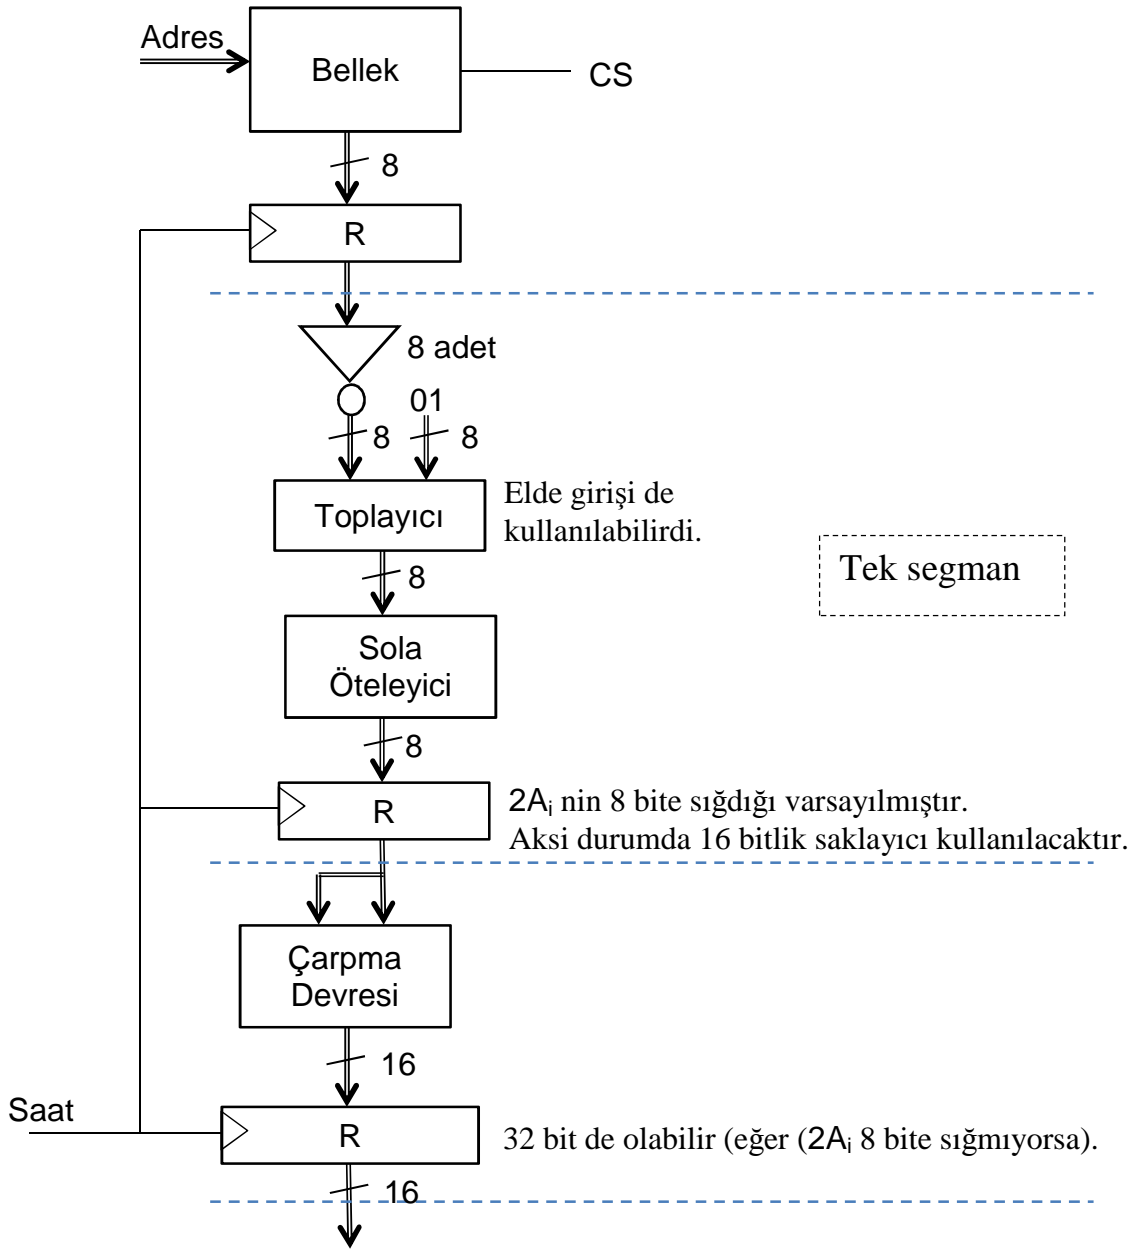 Adres
Bellek
CS
8
R
8 adet
01
8
8
Toplayıcı
Elde girişi de
kullanılabilirdi.
Tek segman
8
Sola
Öteleyici
8
R
2Aᵢ nin 8 bite sığdığı varsayılmıştır.
Aksi durumda 16 bitlik saklayıcı kullanılacaktır.
Çarpma
Devresi
16
Saat
R
32 bit de olabilir (eğer (2Aᵢ 8 bite sığmıyorsa).
16